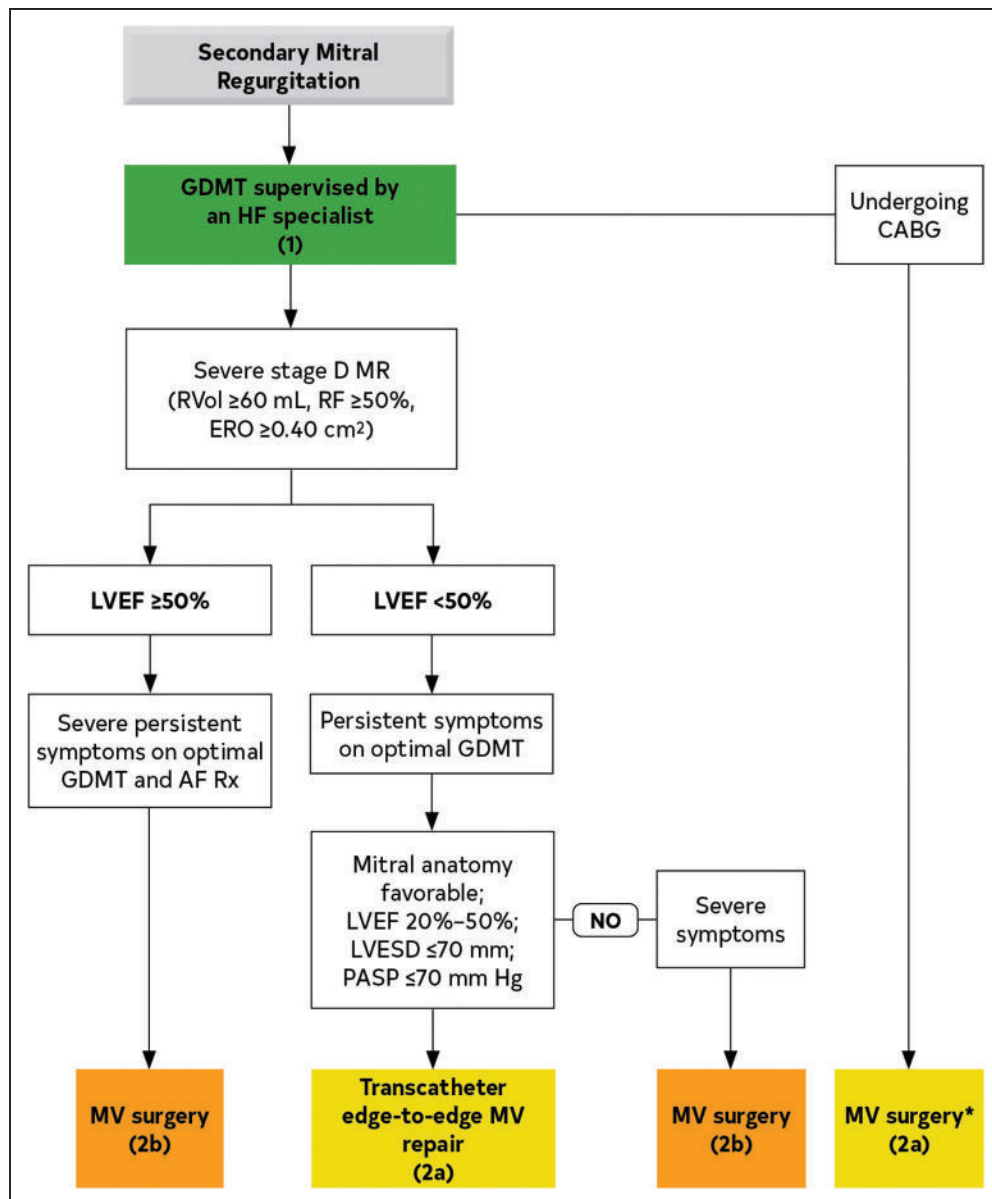 Secondary Mitral
Regurgitation
GDMT supervised by
an HF specialist
(1)
Undergoing
CABG
Severe stage D MR
(RVol ≥60 mL, RF ≥50%,
ERO ≥0.40 cm²)
LVEF ≥50%
LVEF <50%
Severe persistent
symptoms on optimal
GDMT and AF Rx
Persistent symptoms
on optimal GDMT
Mitral anatomy
favorable;
LVEF 20%–50%;
LVESD ≤70 mm;
PASP ≤70 mm Hg
NO
Severe
symptoms
MV surgery
(2b)
Transcatheter
edge-to-edge MV
repair
(2a)
MV surgery
(2b)
MV surgery*
(2a)